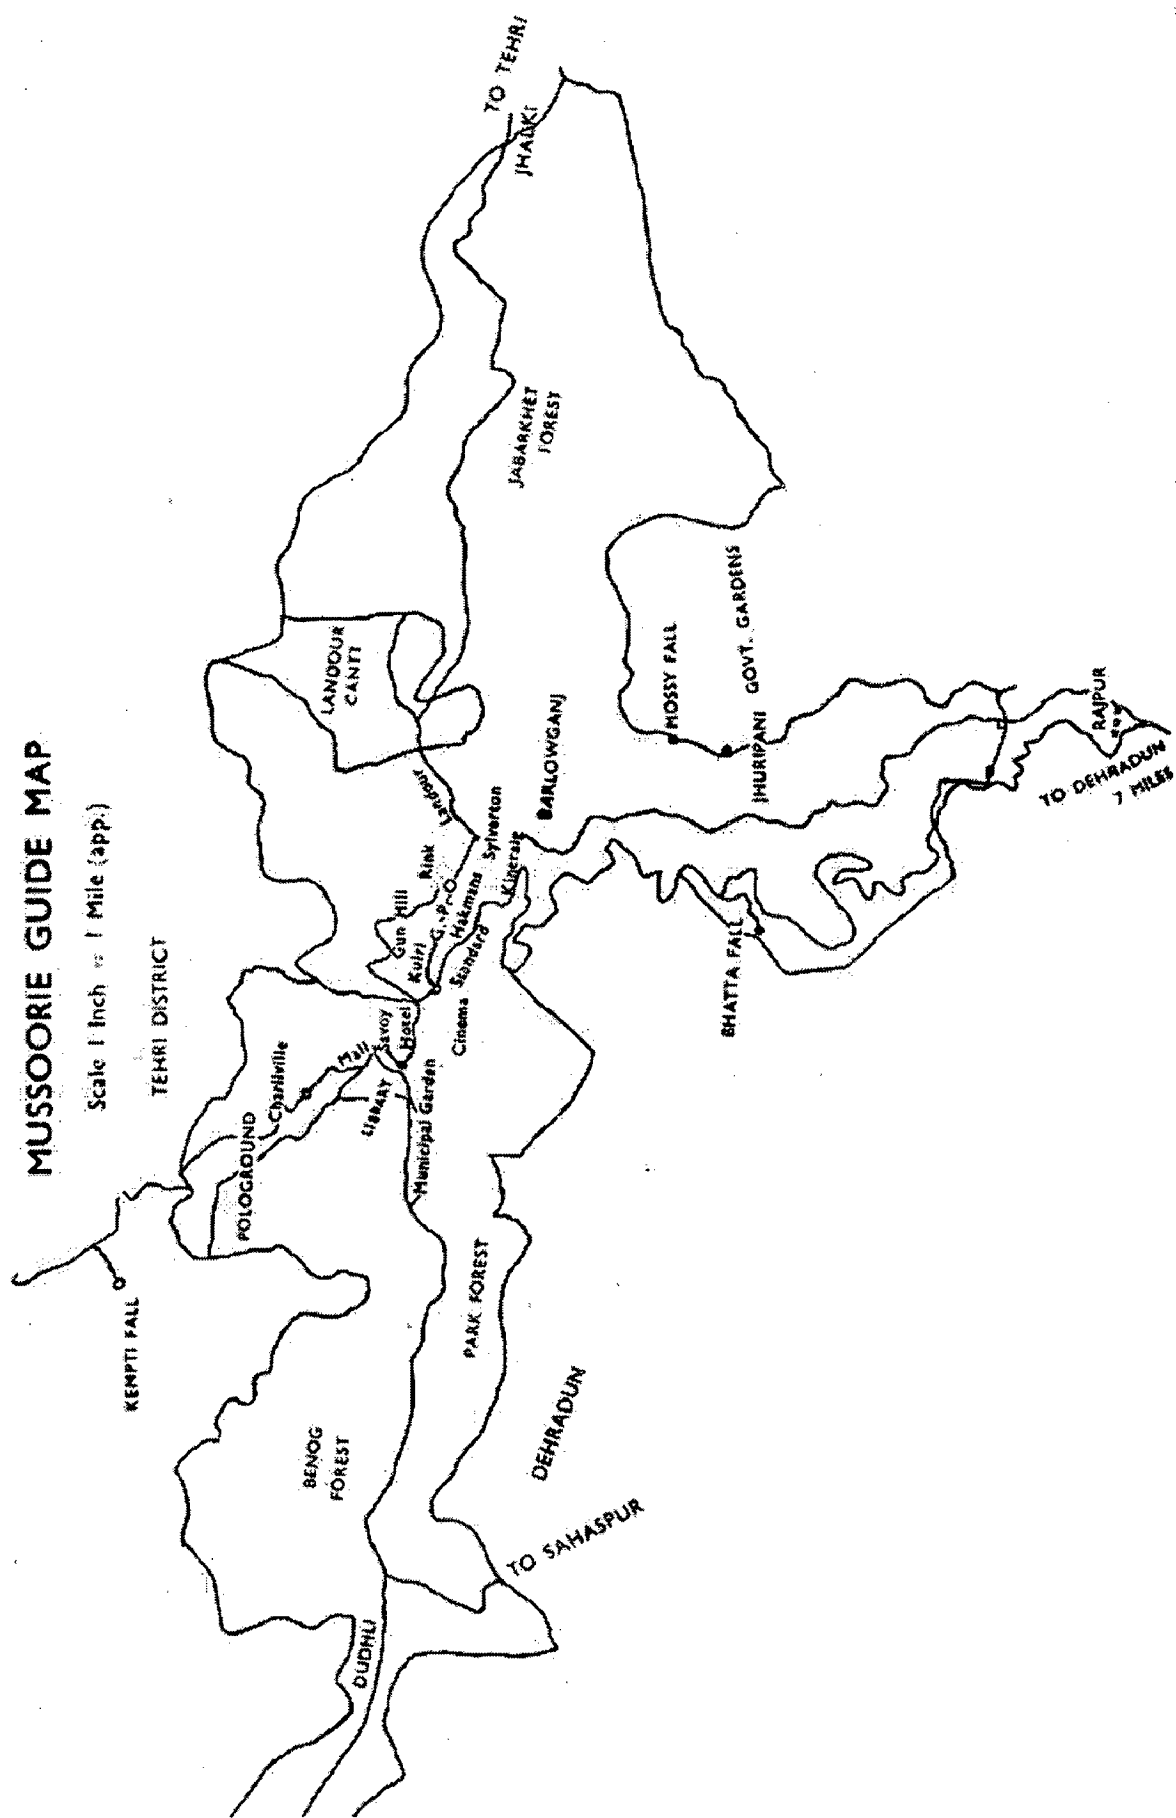 MUSSOORIE GUIDE MAP
Scale 1 Inch = 1 Mile (app.)
TEHRI DISTRICT
KEMPTI FALL
POLOGROUND
Charliville
Mall
Savoy
Hotel
LIBRARY
Municipal Garden
Gun Hill
Kulri
Rink
G.P.O.
Hakmans
Standard
Cinema
Sylverton
Kincraig
Landour
LANDOUR
CANTT
TO TEHRI
JHALKI
JABARKHET
FOREST
BENOG
FOREST
DUDHLI
PARK FOREST
DEHRADUN
TO SAHASPUR
BARLOWGANJ
MOSSY FALL
JHURIPANI GOVT. GARDENS
BHATTA FALL
RAJPUR
TO DEHRADUN
7 MILES